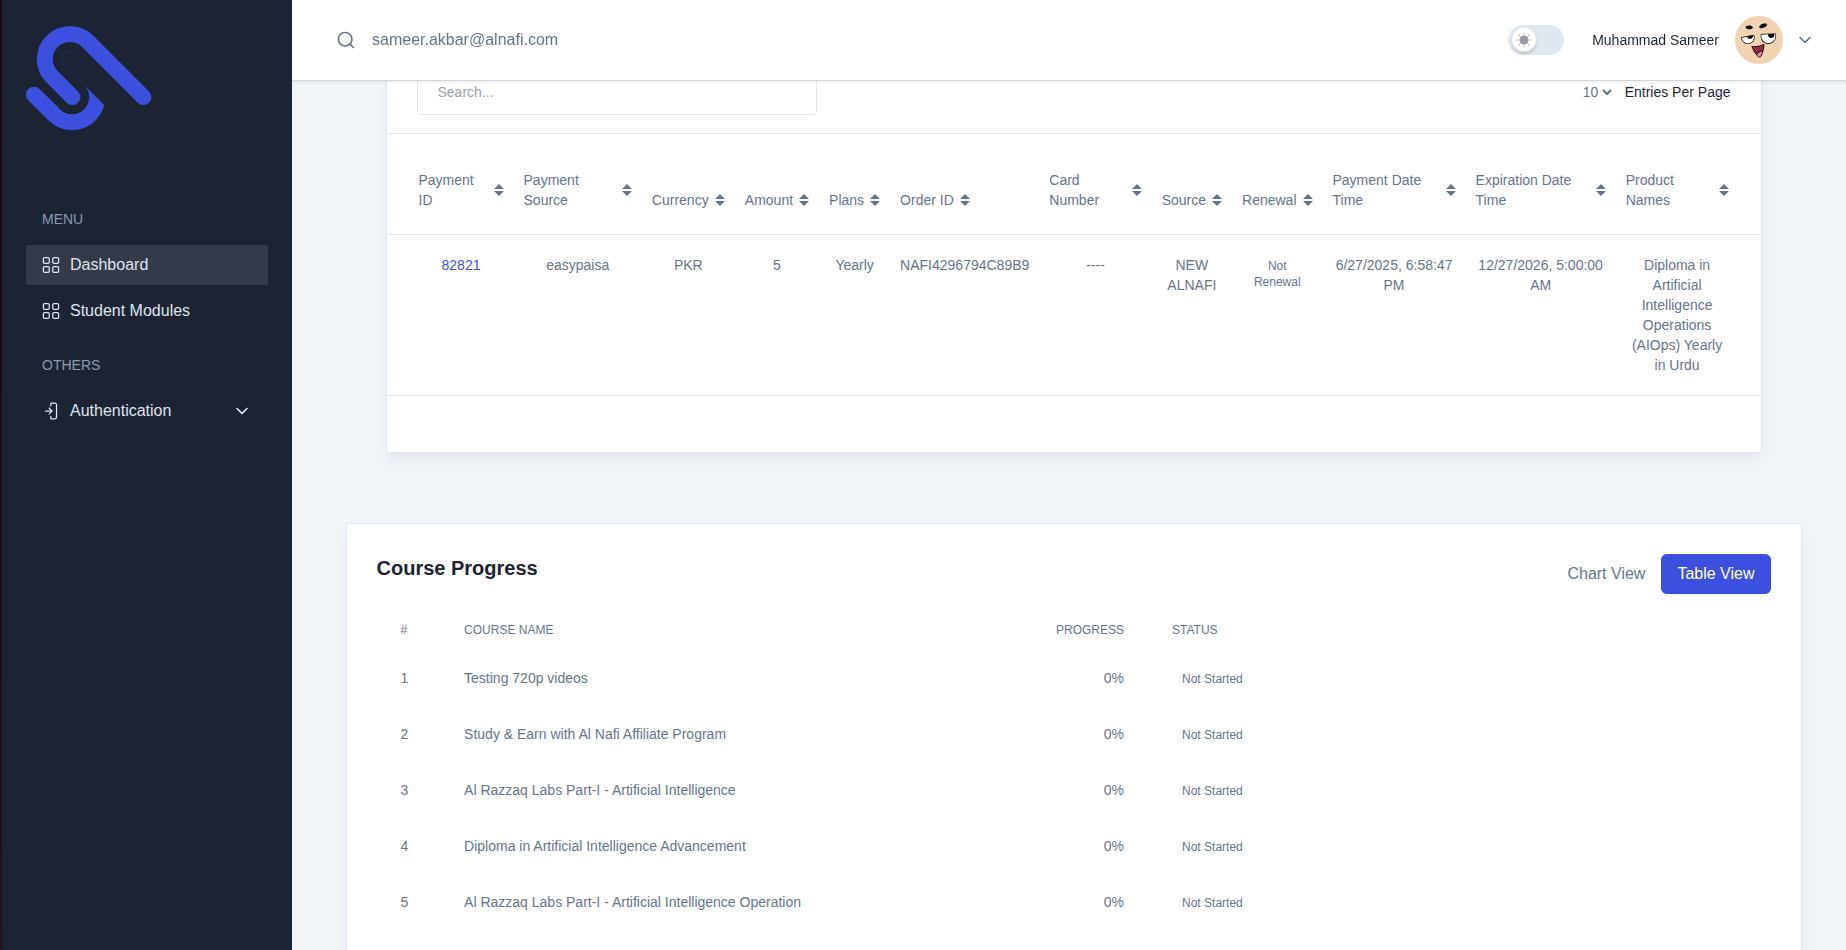 sameer.akbar@alnafi.com
Muhammad Sameer
MENU
Dashboard
Student Modules
OTHERS
Authentication
Search...
10 Entries Per Page
Payment ID
Payment Source
Currency
Amount
Plans
Order ID
Card Number
Source
Renewal
Payment Date Time
Expiration Date Time
Product Names
82821
easypaisa
PKR
5
Yearly
NAFI4296794C89B9
----
NEW
ALNAFI
Not
Renewal
6/27/2025, 6:58:47
PM
12/27/2026, 5:00:00
AM
Diploma in
Artificial
Intelligence
Operations
(AIOps) Yearly
in Urdu
Course Progress
Chart View
Table View
# COURSE NAME PROGRESS STATUS
1 Testing 720p videos 0% Not Started
2 Study & Earn with Al Nafi Affiliate Program 0% Not Started
3 Al Razzaq Labs Part-I - Artificial Intelligence 0% Not Started
4 Diploma in Artificial Intelligence Advancement 0% Not Started
5 Al Razzaq Labs Part-I - Artificial Intelligence Operation 0% Not Started